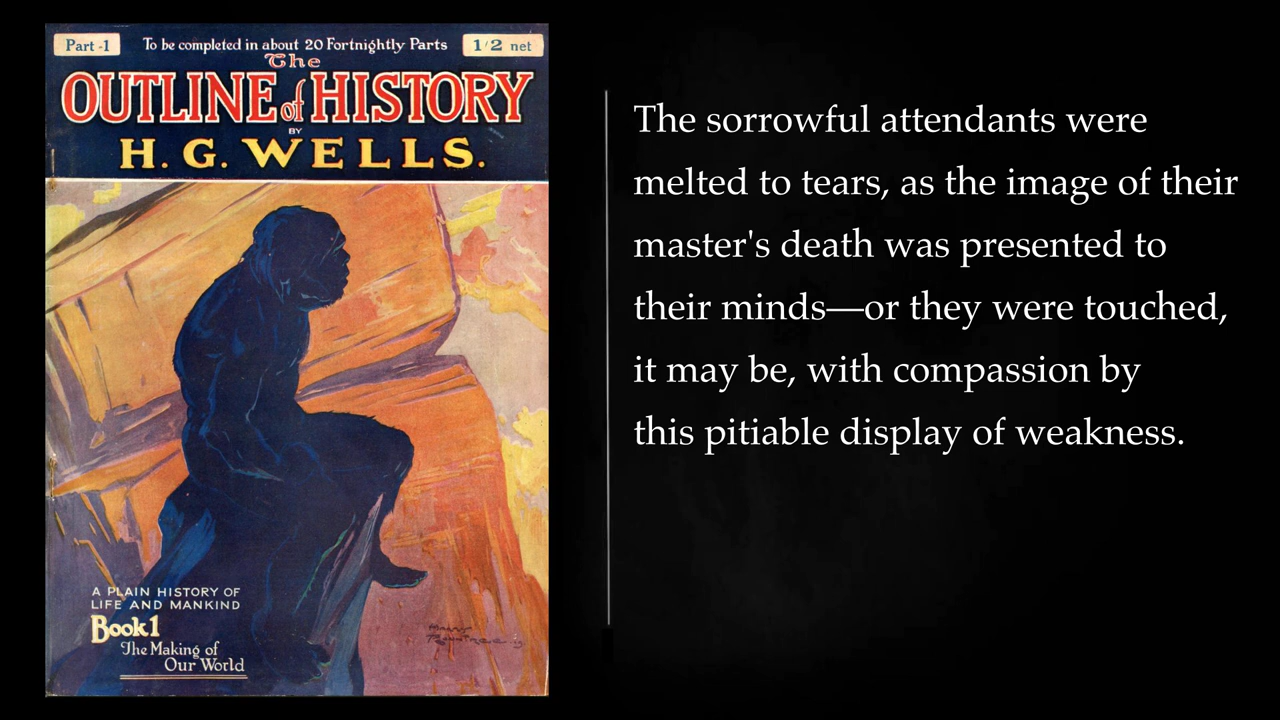 Part -1
To be completed in about 20 Fortnightly Parts
1/2 net
The
OUTLINE of HISTORY
BY
H. G. WELLS.
A PLAIN HISTORY OF
LIFE AND MANKIND
Book 1
The Making of
Our World
The sorrowful attendants were
melted to tears, as the image of their
master's death was presented to
their minds—or they were touched,
it may be, with compassion by
this pitiable display of weakness.